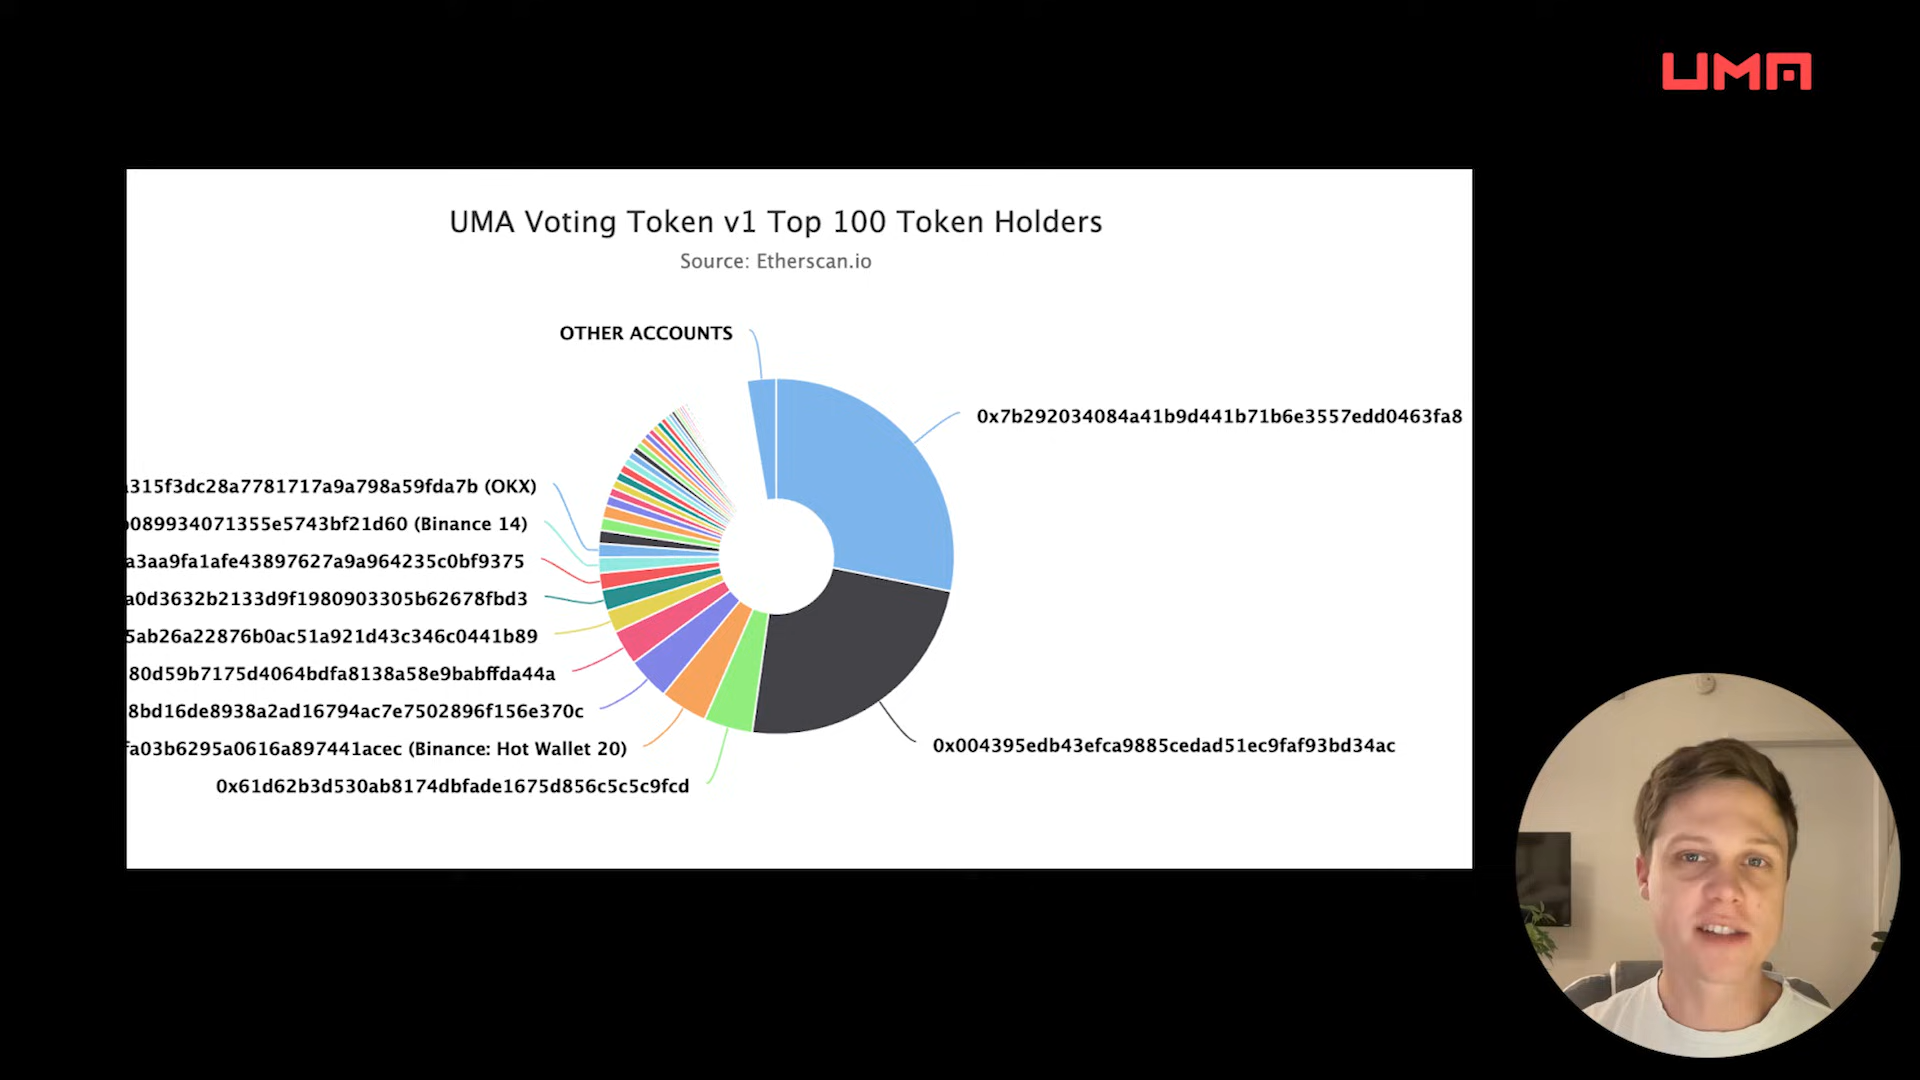 UMA
UMA Voting Token v1 Top 100 Token Holders
Source: Etherscan.io
OTHER ACCOUNTS
0x7b292034084a41b9d441b71b6e3557edd0463fa8
315f3dc28a7781717a9a798a59fda7b (OKX)
089934071355e5743bf21d60 (Binance 14)
a3aa9fa1afe43897627a9a964235c0bf9375
a0d3632b2133d9f1980903305b62678fbd3
5ab26a22876b0ac51a921d43c346c0441b89
80d59b7175d4064bdfa8138a58e9babffda44a
8bd16de8938a2ad16794ac7e7502896f156e370c
fa03b6295a0616a897441acec (Binance: Hot Wallet 20)
0x004395edb43efca9885cedad51ec9faf93bd34ac
0x61d62b3d530ab8174dbfade1675d856c5c5c9fcd